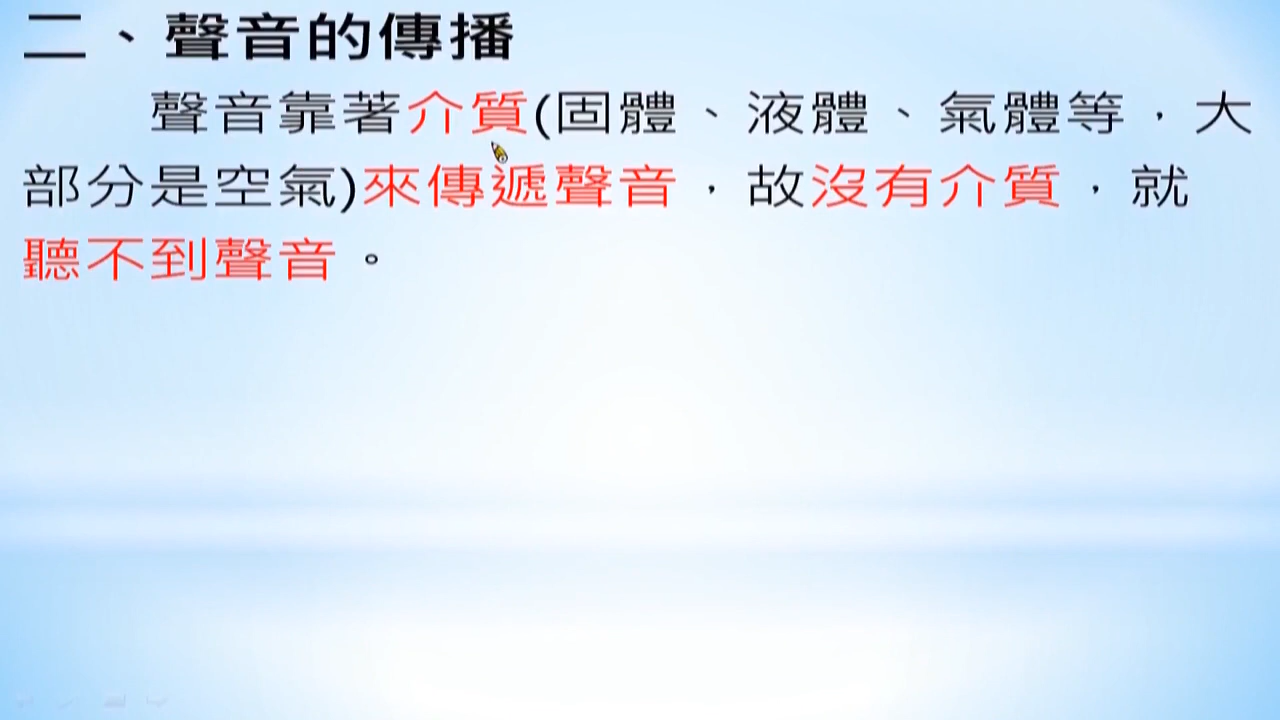 二、聲音的傳播
聲音靠著介質(固體、液體、氣體等，大
部分是空氣)來傳遞聲音，故沒有介質，就
聽不到聲音。